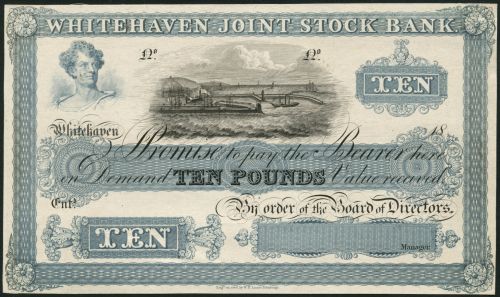 WHITEHAVEN JOINT STOCK BANK.
№ №
TEN
Whitehaven 18
I Promise to pay the Bearer here
on Demand TEN POUNDS Value received
Entd.
By order of the Board of Directors.
TEN
Manager.